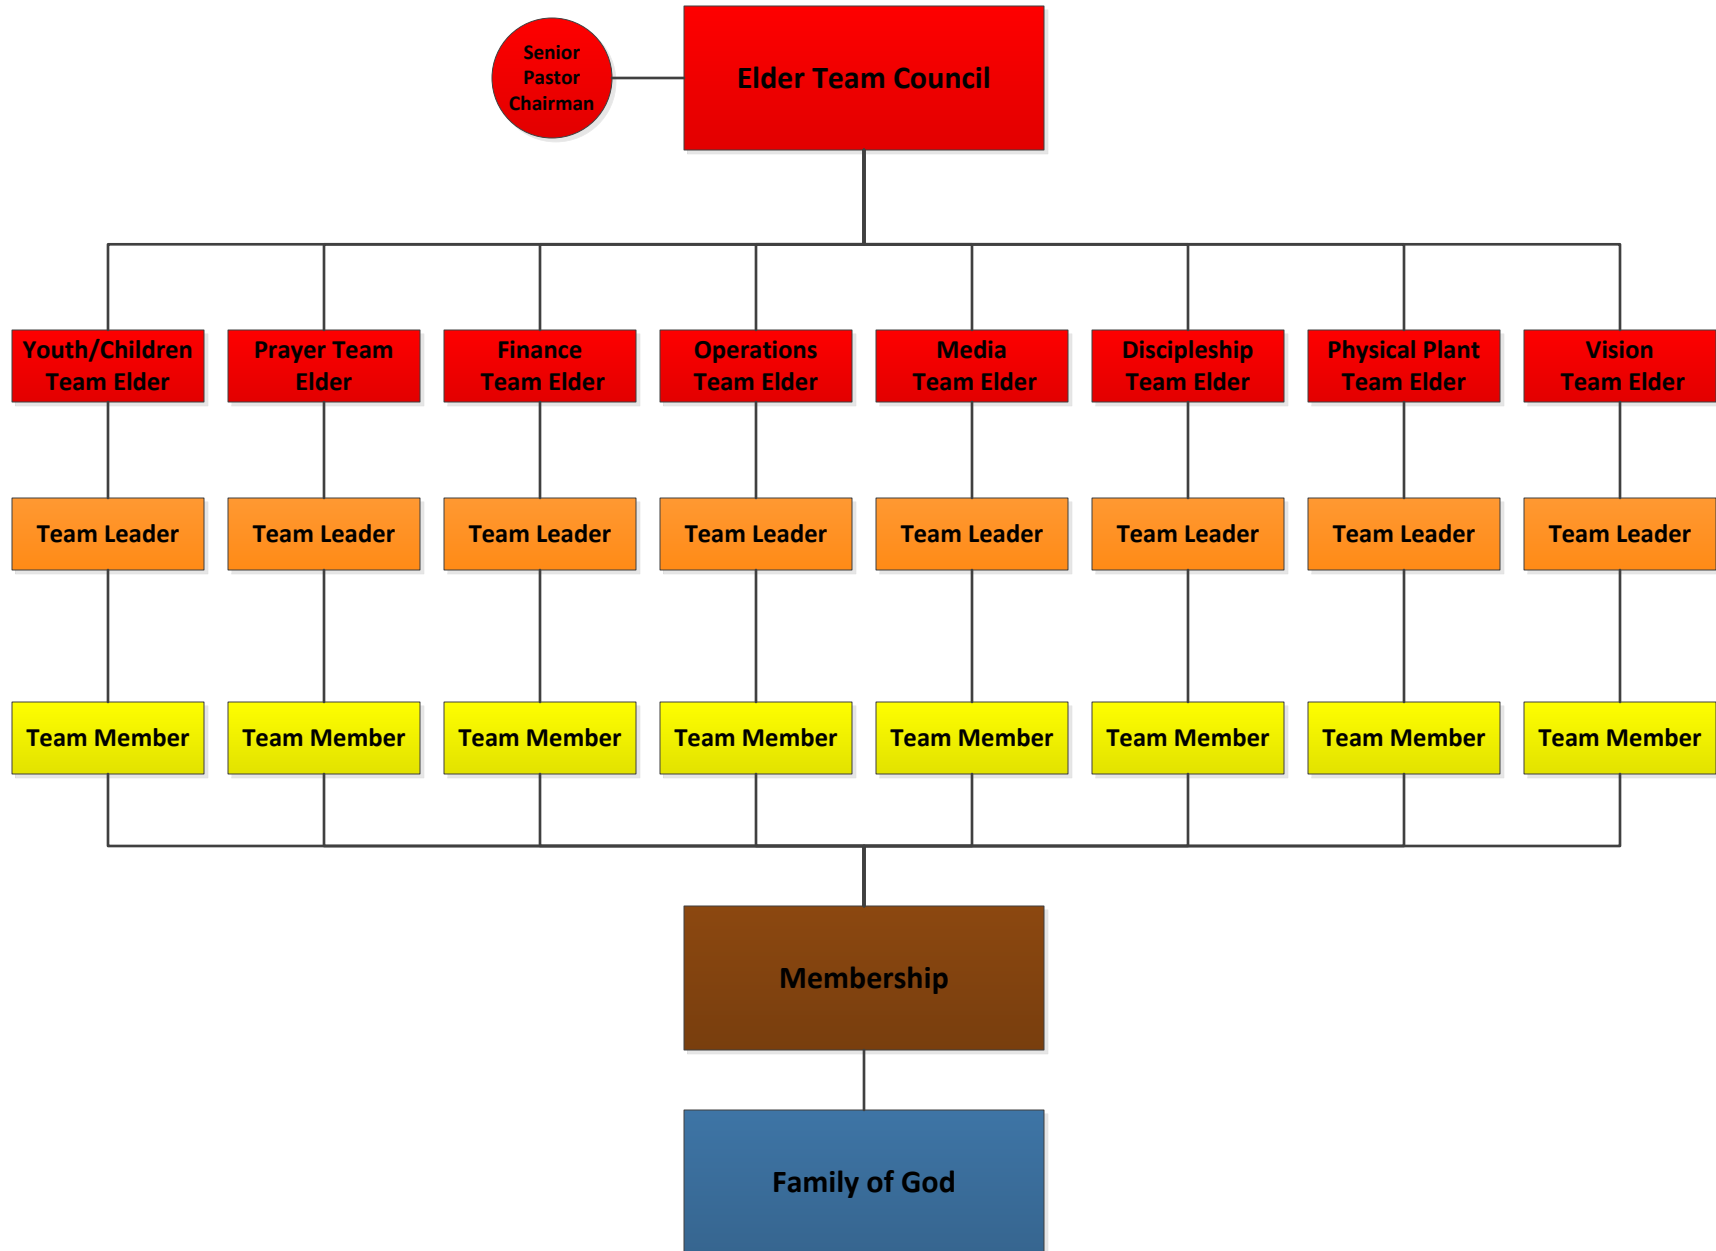 Senior
Pastor
Chairman
Elder Team Council
Youth/Children
Team Elder
Prayer Team
Elder
Finance
Team Elder
Operations
Team Elder
Media
Team Elder
Discipleship
Team Elder
Physical Plant
Team Elder
Vision
Team Elder
Team Leader
Team Leader
Team Leader
Team Leader
Team Leader
Team Leader
Team Leader
Team Leader
Team Member
Team Member
Team Member
Team Member
Team Member
Team Member
Team Member
Team Member
Membership
Family of God